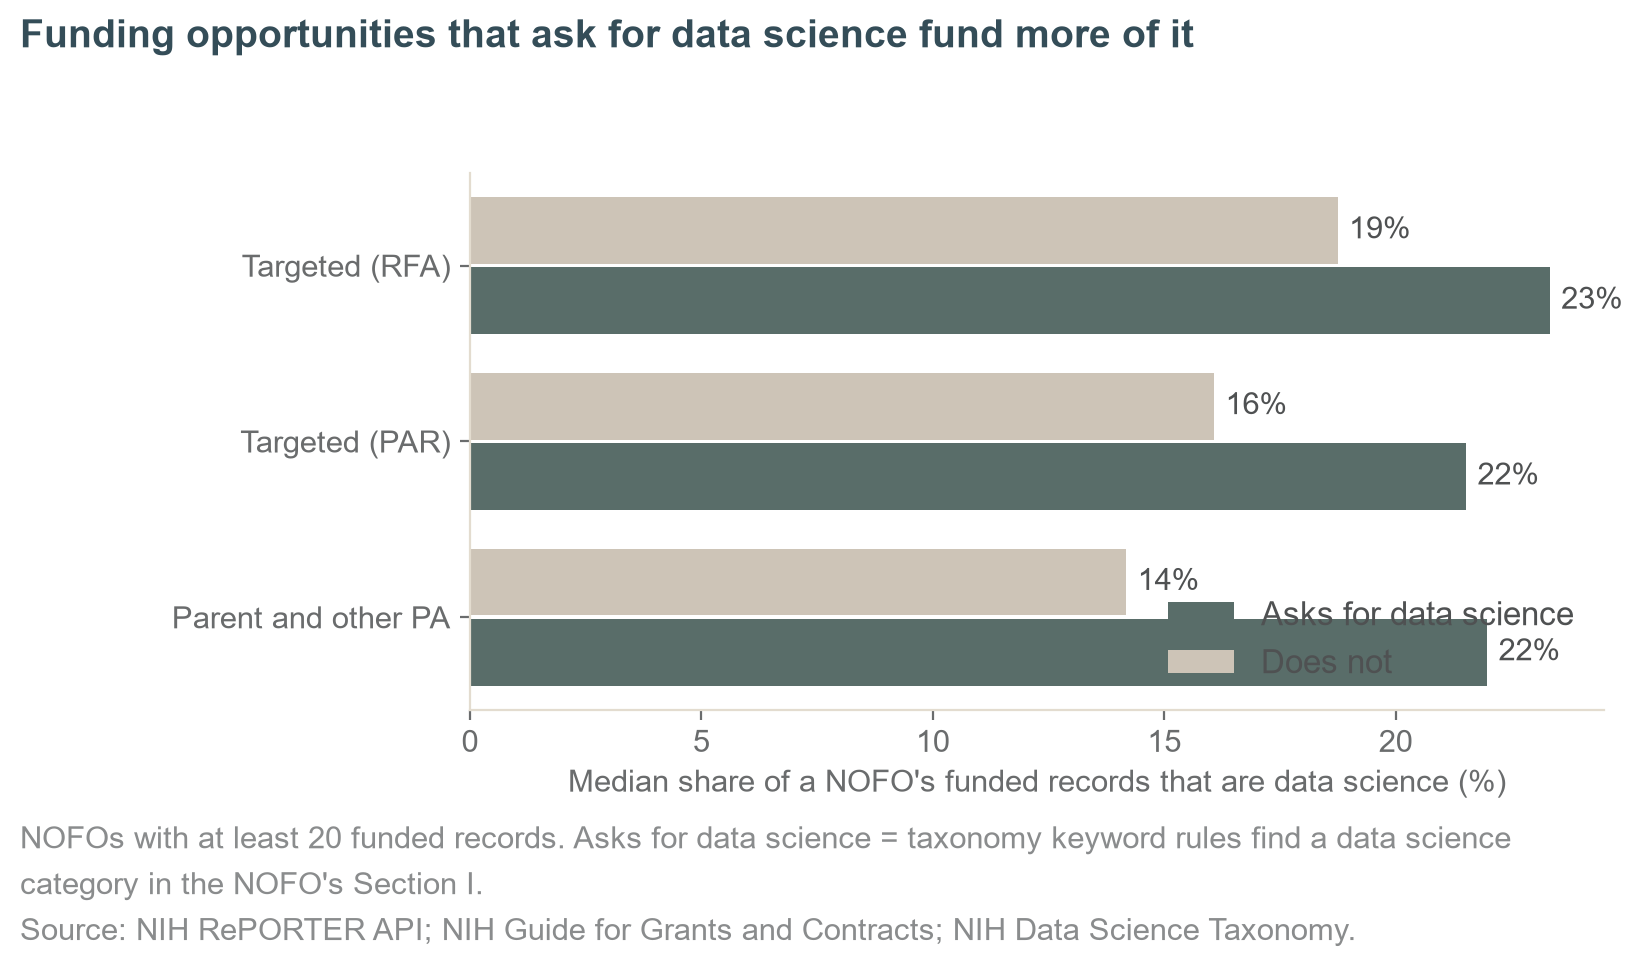 Funding opportunities that ask for data science fund more of it
19%
Targeted (RFA)
23%
16%
Targeted (PAR)
22%
14%
Parent and other PA
Asks for data science
22%
Does not
0 5 10 15 20
Median share of a NOFO's funded records that are data science (%)
NOFOs with at least 20 funded records. Asks for data science = taxonomy keyword rules find a data science
category in the NOFO's Section I.
Source: NIH RePORTER API; NIH Guide for Grants and Contracts; NIH Data Science Taxonomy.